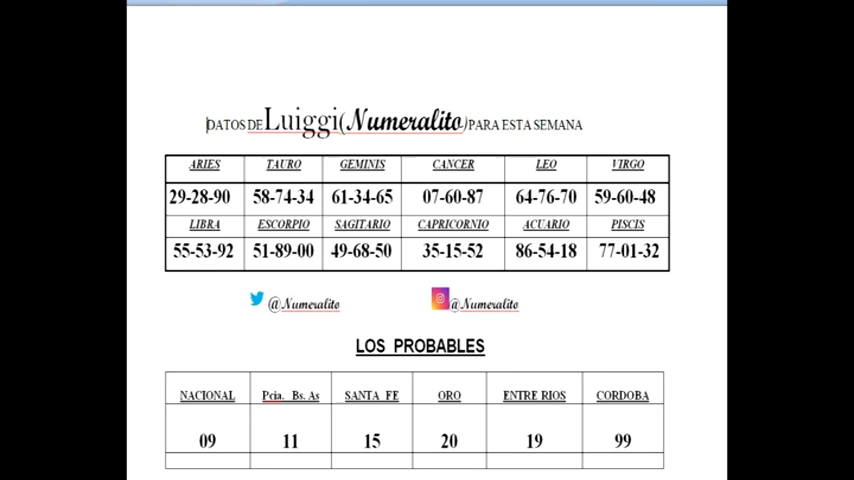 DATOS DE Luiggi(Numeralito)PARA ESTA SEMANA
ARIES TAURO GEMINIS CANCER LEO VIRGO
29-28-90 58-74-34 61-34-65 07-60-87 64-76-70 59-60-48
LIBRA ESCORPIO SAGITARIO CAPRICORNIO ACUARIO PISCIS
55-53-92 51-89-00 49-68-50 35-15-52 86-54-18 77-01-32
@Numeralito @Numeralito
LOS PROBABLES
NACIONAL Pcia. Bs. As SANTA FE ORO ENTRE RIOS CORDOBA
09 11 15 20 19 99